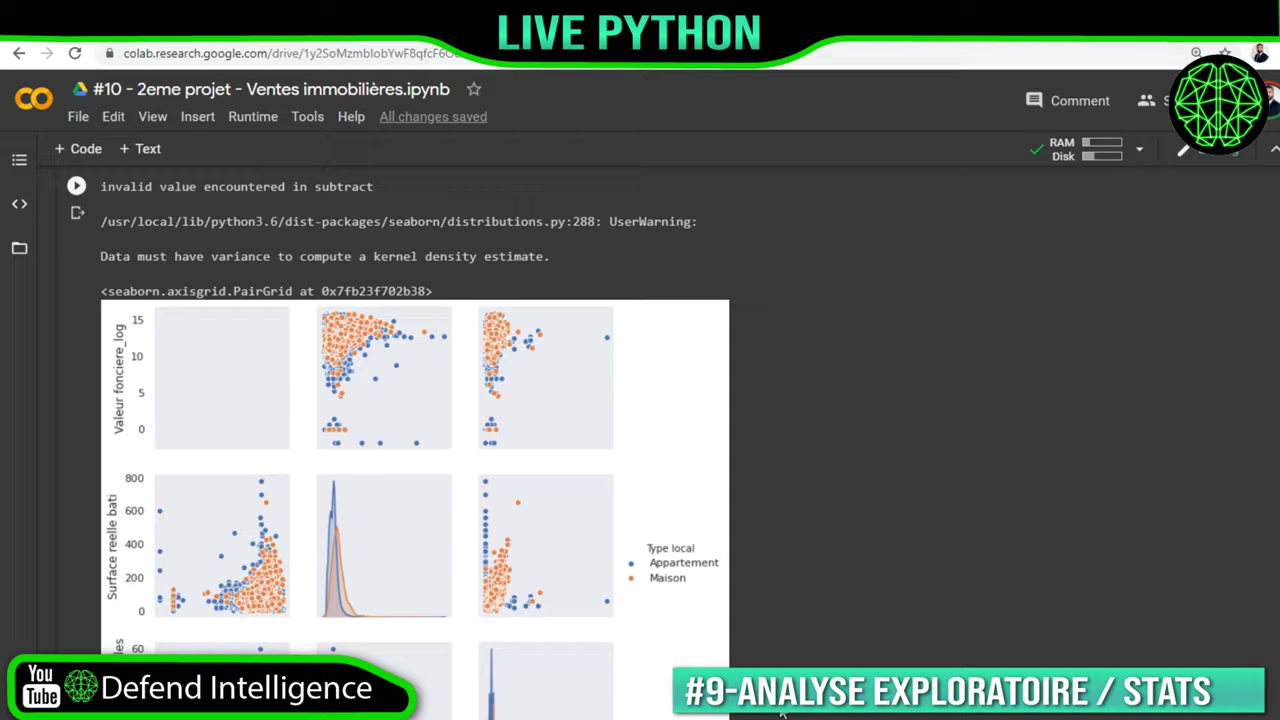 LIVE PYTHON
colab.research.google.com/drive/1y2SoMzmbIobYwF8qfcF6O
#10 - 2eme projet - Ventes immobilières.ipynb
Comment
File Edit View Insert Runtime Tools Help All changes saved
+ Code + Text
RAM
Disk
invalid value encountered in subtract
/usr/local/lib/python3.6/dist-packages/seaborn/distributions.py:288: UserWarning:
Data must have variance to compute a kernel density estimate.
<seaborn.axisgrid.PairGrid at 0x7fb23f702b38>
Valeur fonciere_log
15
10
5
0
Surface reelle bati
800
600
400
200
0
Type local
Appartement
Maison
60
You Tube
Defend Intelligence
#9-ANALYSE EXPLORATOIRE / STATS